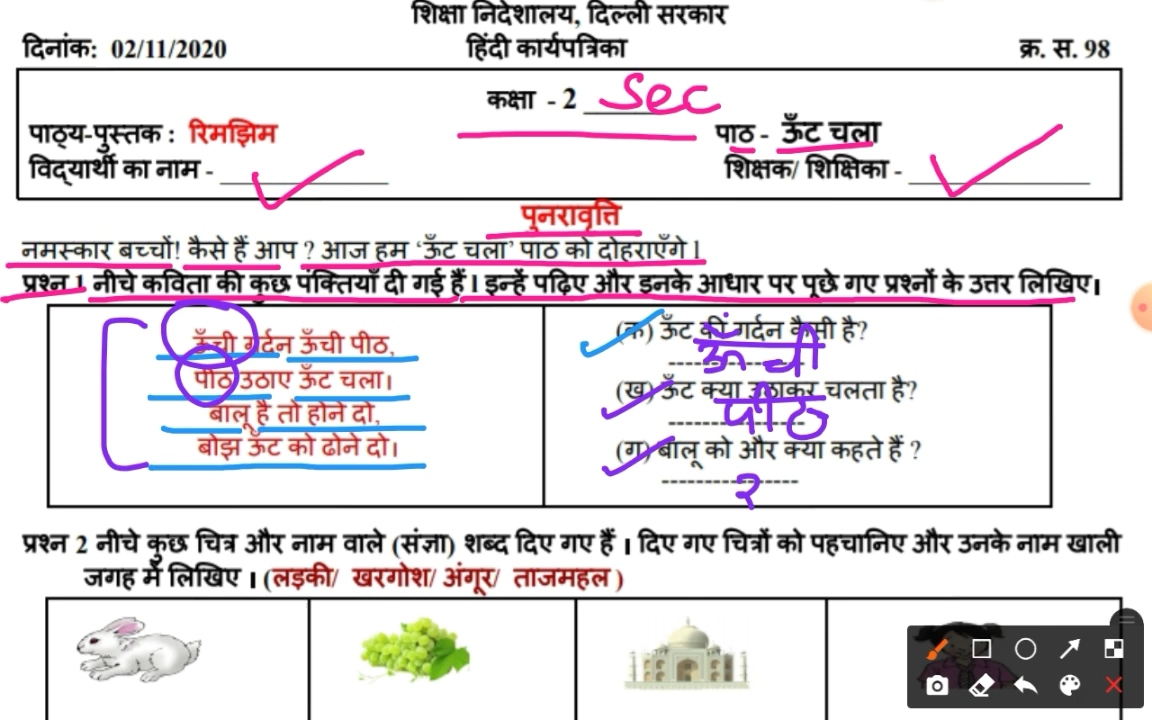 शिक्षा निदेशालय, दिल्ली सरकार
दिनांक: 02/11/2020 हिंदी कार्यपत्रिका क्र. स. 98
कक्षा - 2 ______ Sec
पाठ्य-पुस्तक : रिमझिम पाठ - ऊँट चला
विद्यार्थी का नाम - ____________ शिक्षक/ शिक्षिका - ____________
पुनरावृत्ति
नमस्कार बच्चों! कैसे हैं आप ? आज हम ‘ऊँट चला’ पाठ को दोहराएँगे l
प्रश्न 1 नीचे कविता की कुछ पंक्तियाँ दी गई हैं l इन्हें पढ़िए और इनके आधार पर पूछे गए प्रश्नों के उत्तर लिखिए।
ऊँची गर्दन ऊँची पीठ,
पीठ उठाए ऊँट चला।
बालू है तो होने दो,
बोझ ऊँट को ढोने दो।
(क) ऊँट की गर्दन कैसी है?
ऊँची
(ख) ऊँट क्या उठाकर चलता है?
पीठ
(ग) बालू को और क्या कहते हैं ?
-----------------
र
प्रश्न 2 नीचे कुछ चित्र और नाम वाले (संज्ञा) शब्द दिए गए हैं । दिए गए चित्रों को पहचानिए और उनके नाम खाली
जगह में लिखिए । (लड़की/ खरगोश/ अंगूर/ ताजमहल )